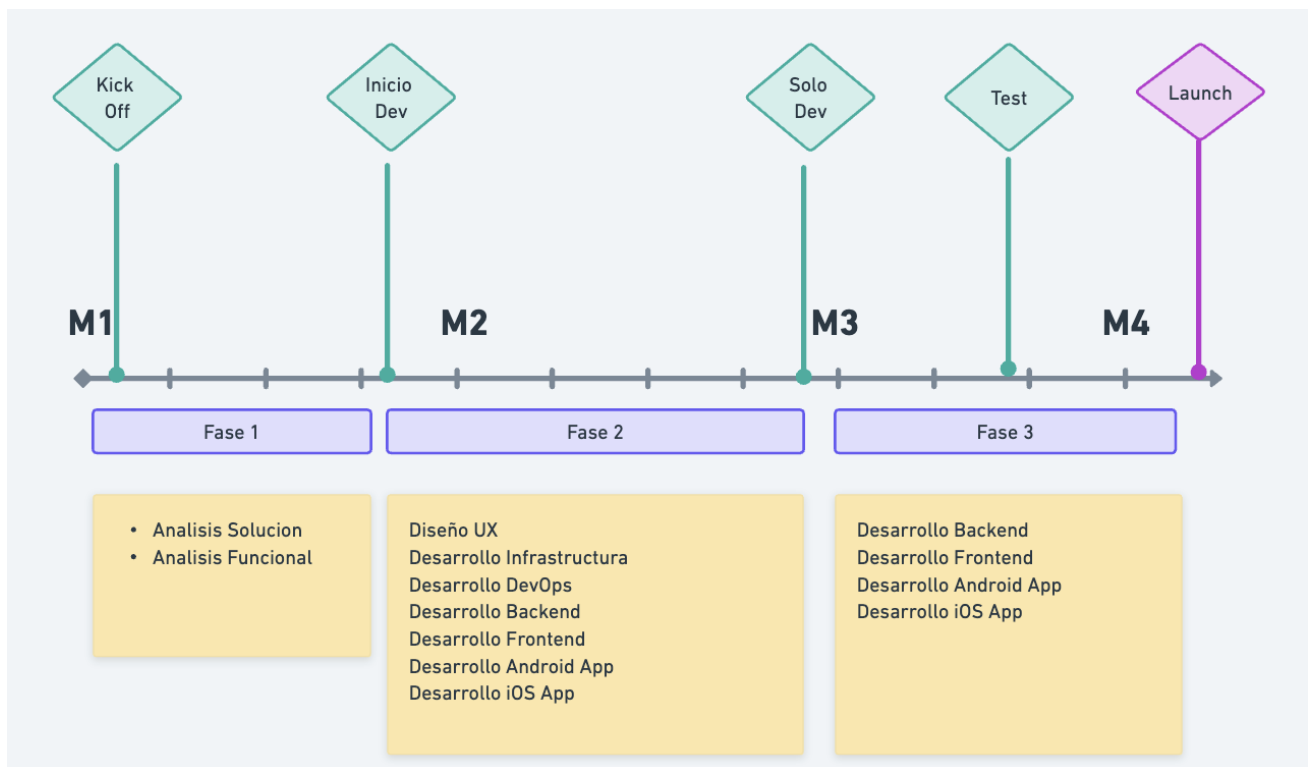 Kick
Off
Inicio
Dev
Solo
Dev
Test
Launch
M1
M2
M3
M4
Fase 1
Fase 2
Fase 3
• Analisis Solucion
• Analisis Funcional
Diseño UX
Desarrollo Infrastructura
Desarrollo DevOps
Desarrollo Backend
Desarrollo Frontend
Desarrollo Android App
Desarrollo iOS App
Desarrollo Backend
Desarrollo Frontend
Desarrollo Android App
Desarrollo iOS App